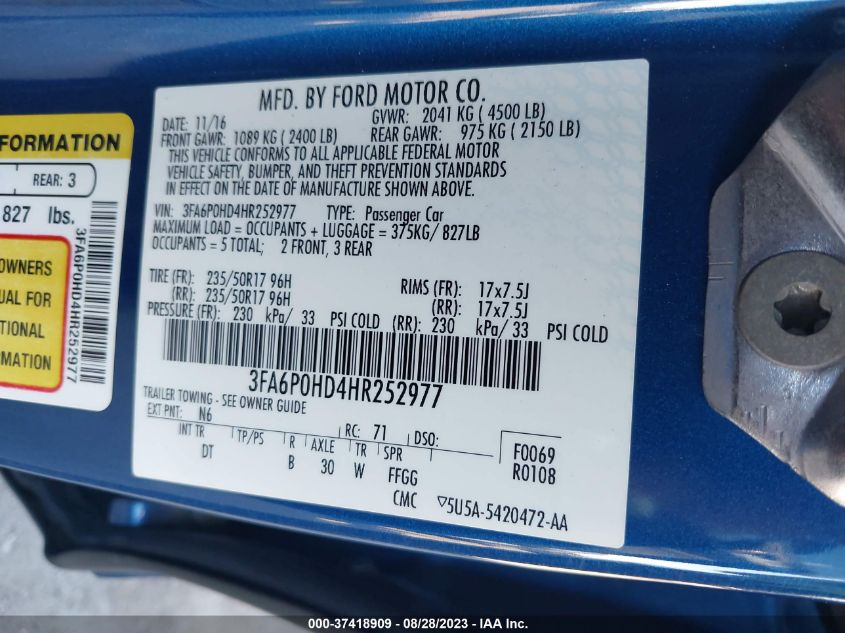 MFD. BY FORD MOTOR CO.
DATE: 11/16 GVWR: 2041 KG ( 4500 LB)
FRONT GAWR: 1089 KG ( 2400 LB) REAR GAWR: 975 KG ( 2150 LB)
THIS VEHICLE CONFORMS TO ALL APPLICABLE FEDERAL MOTOR
VEHICLE SAFETY, BUMPER, AND THEFT PREVENTION STANDARDS
IN EFFECT ON THE DATE OF MANUFACTURE SHOWN ABOVE.
VIN: 3FA6P0HD4HR252977 TYPE: Passenger Car
MAXIMUM LOAD = OCCUPANTS + LUGGAGE = 375KG/ 827LB
OCCUPANTS = 5 TOTAL; 2 FRONT, 3 REAR
TIRE (FR): 235/50R17 96H RIMS (FR): 17x7.5J
(RR): 235/50R17 96H (RR): 17x7.5J
PRESSURE (FR): 230 kPa/ 33 PSI COLD (RR): 230 kPa/ 33 PSI COLD
3FA6P0HD4HR252977
TRAILER TOWING - SEE OWNER GUIDE
EXT PNT: N6 RC: 71 DSO: F0069
INT TR TP/PS R AXLE TR SPR R0108
DT B 30 W FFGG
CMC ▽5U5A-5420472-AA
FORMATION
REAR: 3
827 lbs.
OWNERS
UAL FOR
TIONAL
RMATION
3FA6P0HD4HR252977
000-37418909 - 08/28/2023 - IAA Inc.